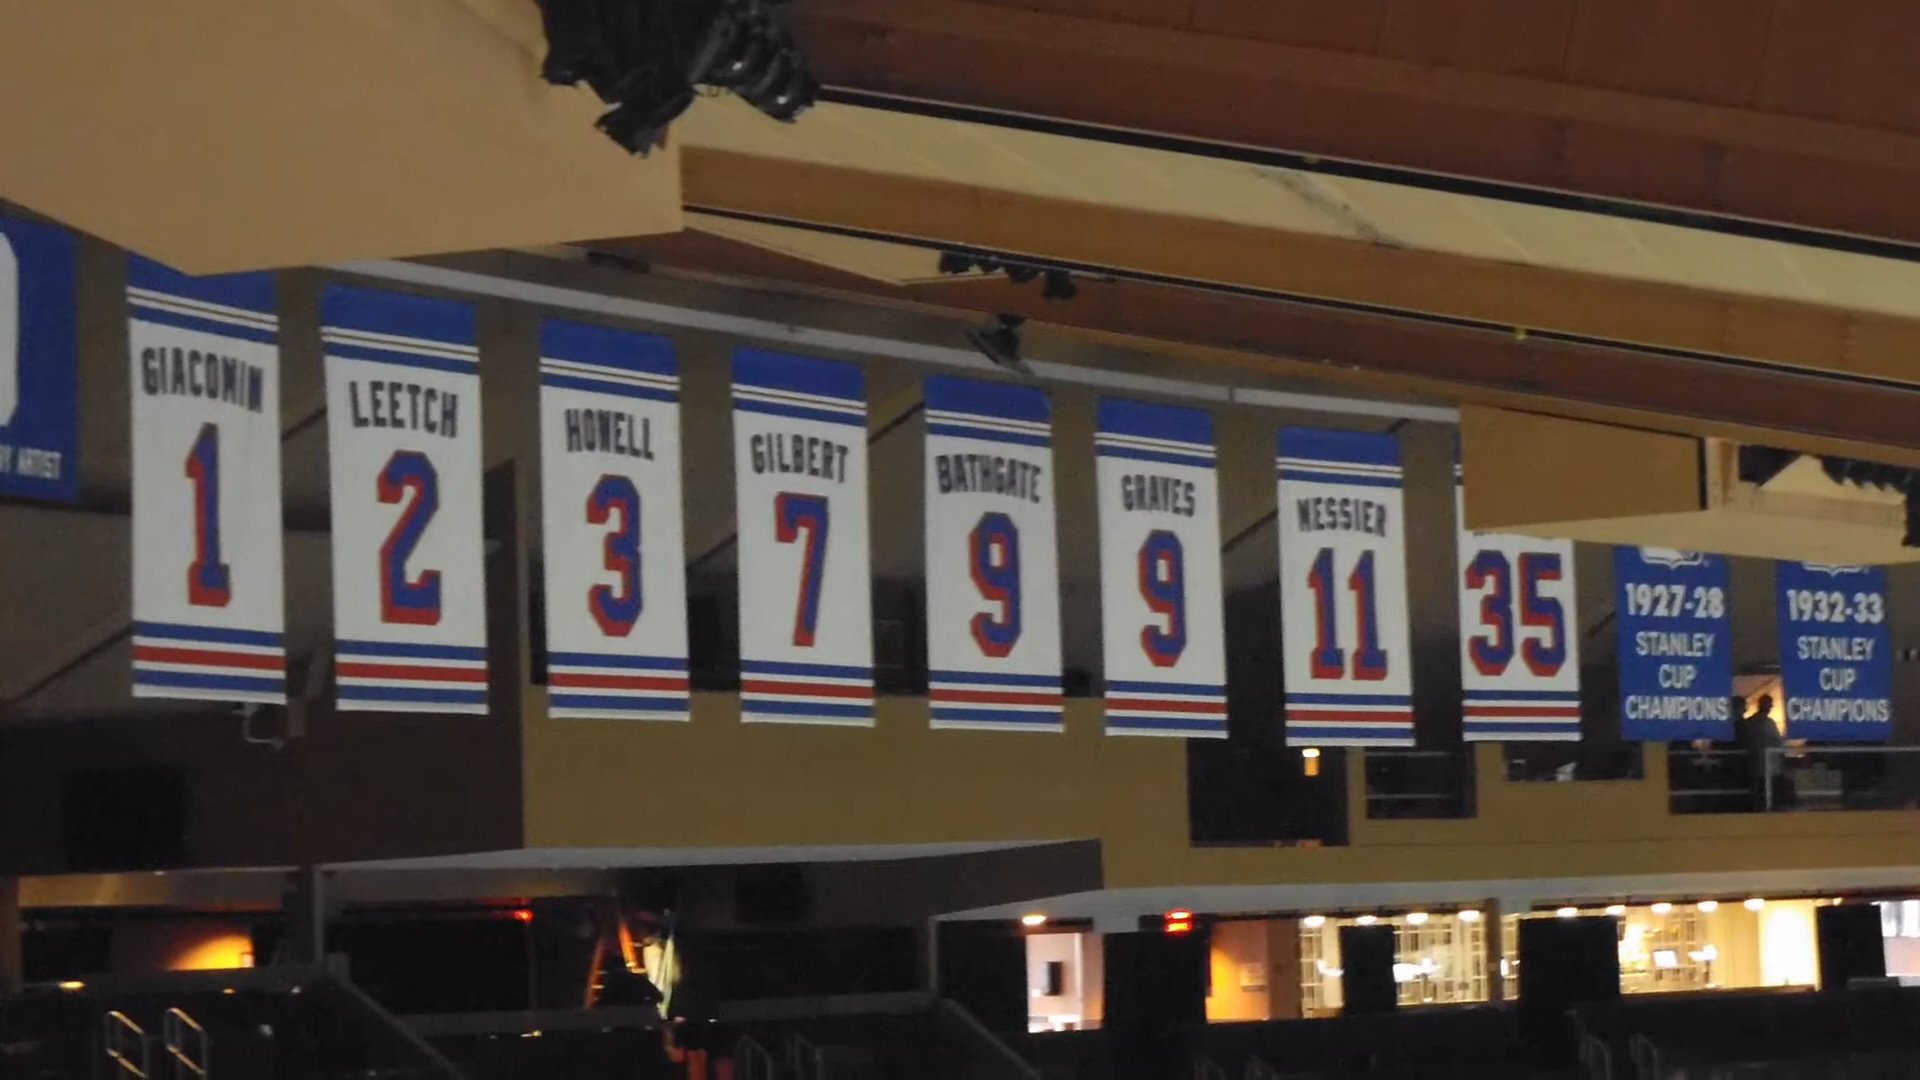 Y ARTIST
GIACOMIN
1
LEETCH
2
HOWELL
3
GILBERT
7
BATHGATE
9
GRAVES
9
MESSIER
11
35
1927-28
STANLEY
CUP
CHAMPIONS
1932-33
STANLEY
CUP
CHAMPIONS